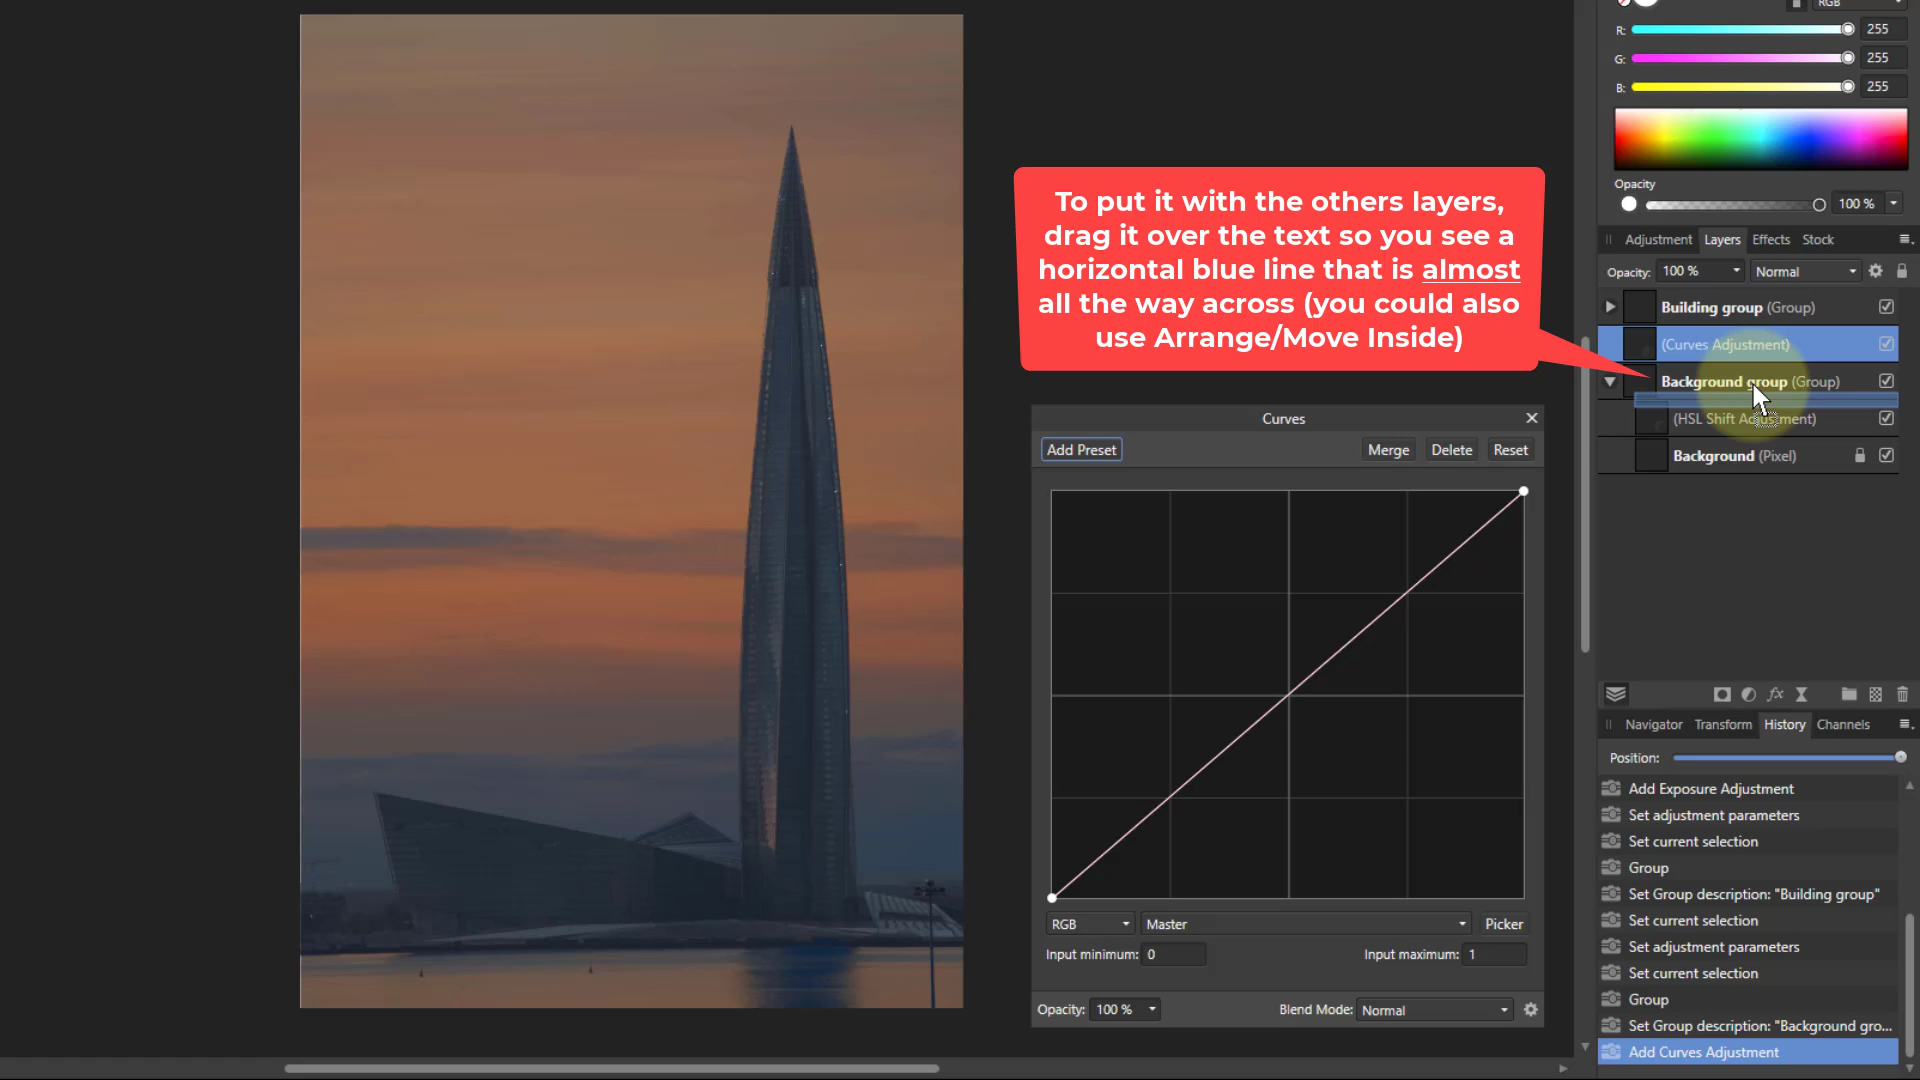 RGB
R: 255
G: 255
B: 255
Opacity
100 %
Adjustment Layers Effects Stock
Opacity: 100 % Normal
Building group (Group)
(Curves Adjustment)
Background group (Group)
(HSL Shift Adjustment)
Background (Pixel)
To put it with the others layers,
drag it over the text so you see a
horizontal blue line that is almost
all the way across (you could also
use Arrange/Move Inside)
Curves
Add Preset Merge Delete Reset
RGB Master Picker
Input minimum: 0 Input maximum: 1
Opacity: 100 % Blend Mode: Normal
fx
Navigator Transform History Channels
Position:
Add Exposure Adjustment
Set adjustment parameters
Set current selection
Group
Set Group description: "Building group"
Set current selection
Set adjustment parameters
Set current selection
Group
Set Group description: "Background gro...
Add Curves Adjustment